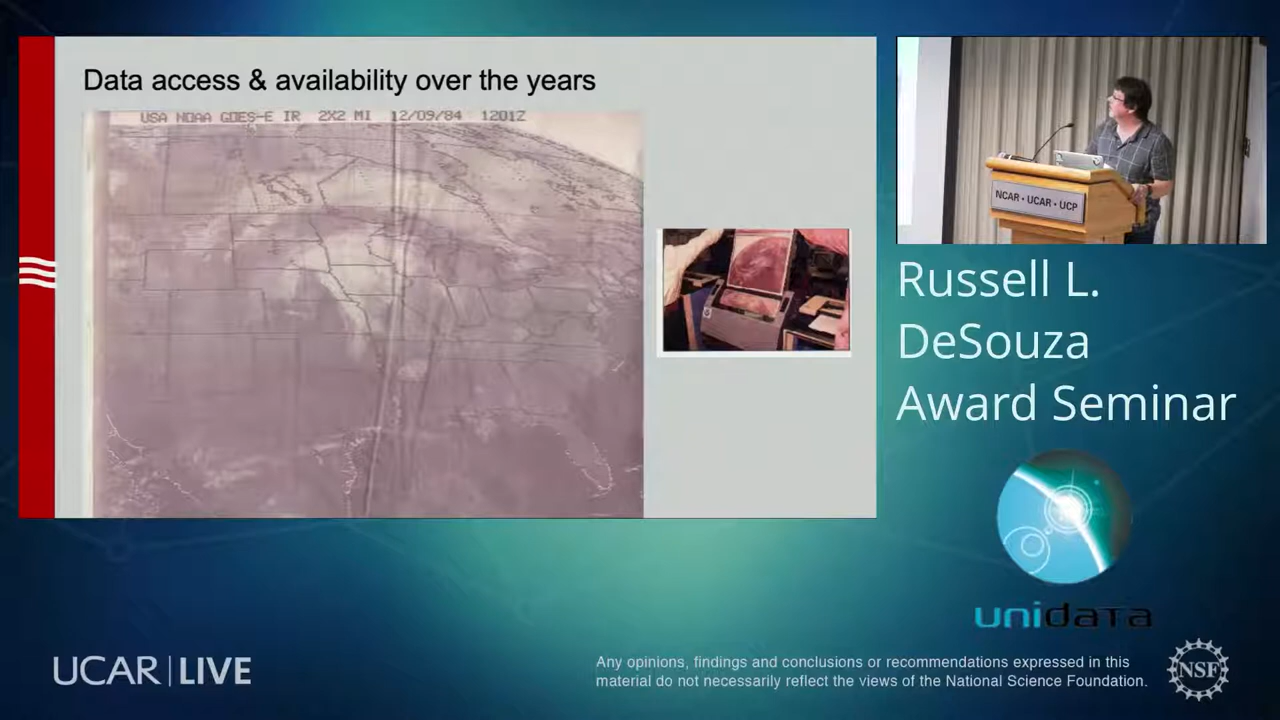 Data access & availability over the years
USA NOAA GOES-E IR 2X2 MI 12/09/84 1201Z
NCAR • UCAR • UCP
Russell L.
DeSouza
Award Seminar
unidata
UCAR | LIVE
Any opinions, findings and conclusions or recommendations expressed in this
material do not necessarily reflect the views of the National Science Foundation.
NSF